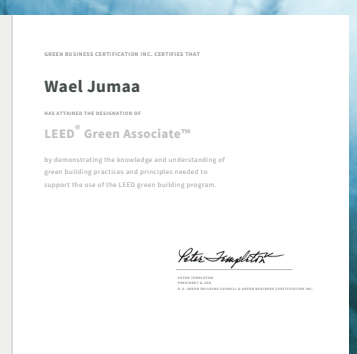 GREEN BUSINESS CERTIFICATION INC. CERTIFIES THAT
Wael Jumaa
HAS ATTAINED THE DESIGNATION OF
LEED® Green Associate™
by demonstrating the knowledge and understanding of
green building practices and principles needed to
support the use of the LEED green building program.
Peter Templeton
PETER TEMPLETON
PRESIDENT & CEO
U.S. GREEN BUILDING COUNCIL & GREEN BUSINESS CERTIFICATION INC.